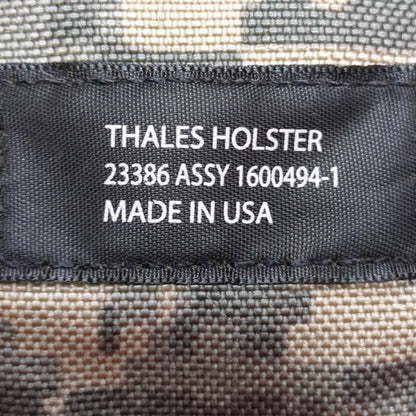 THALES HOLSTER
23386 ASSY 1600494-1
MADE IN USA